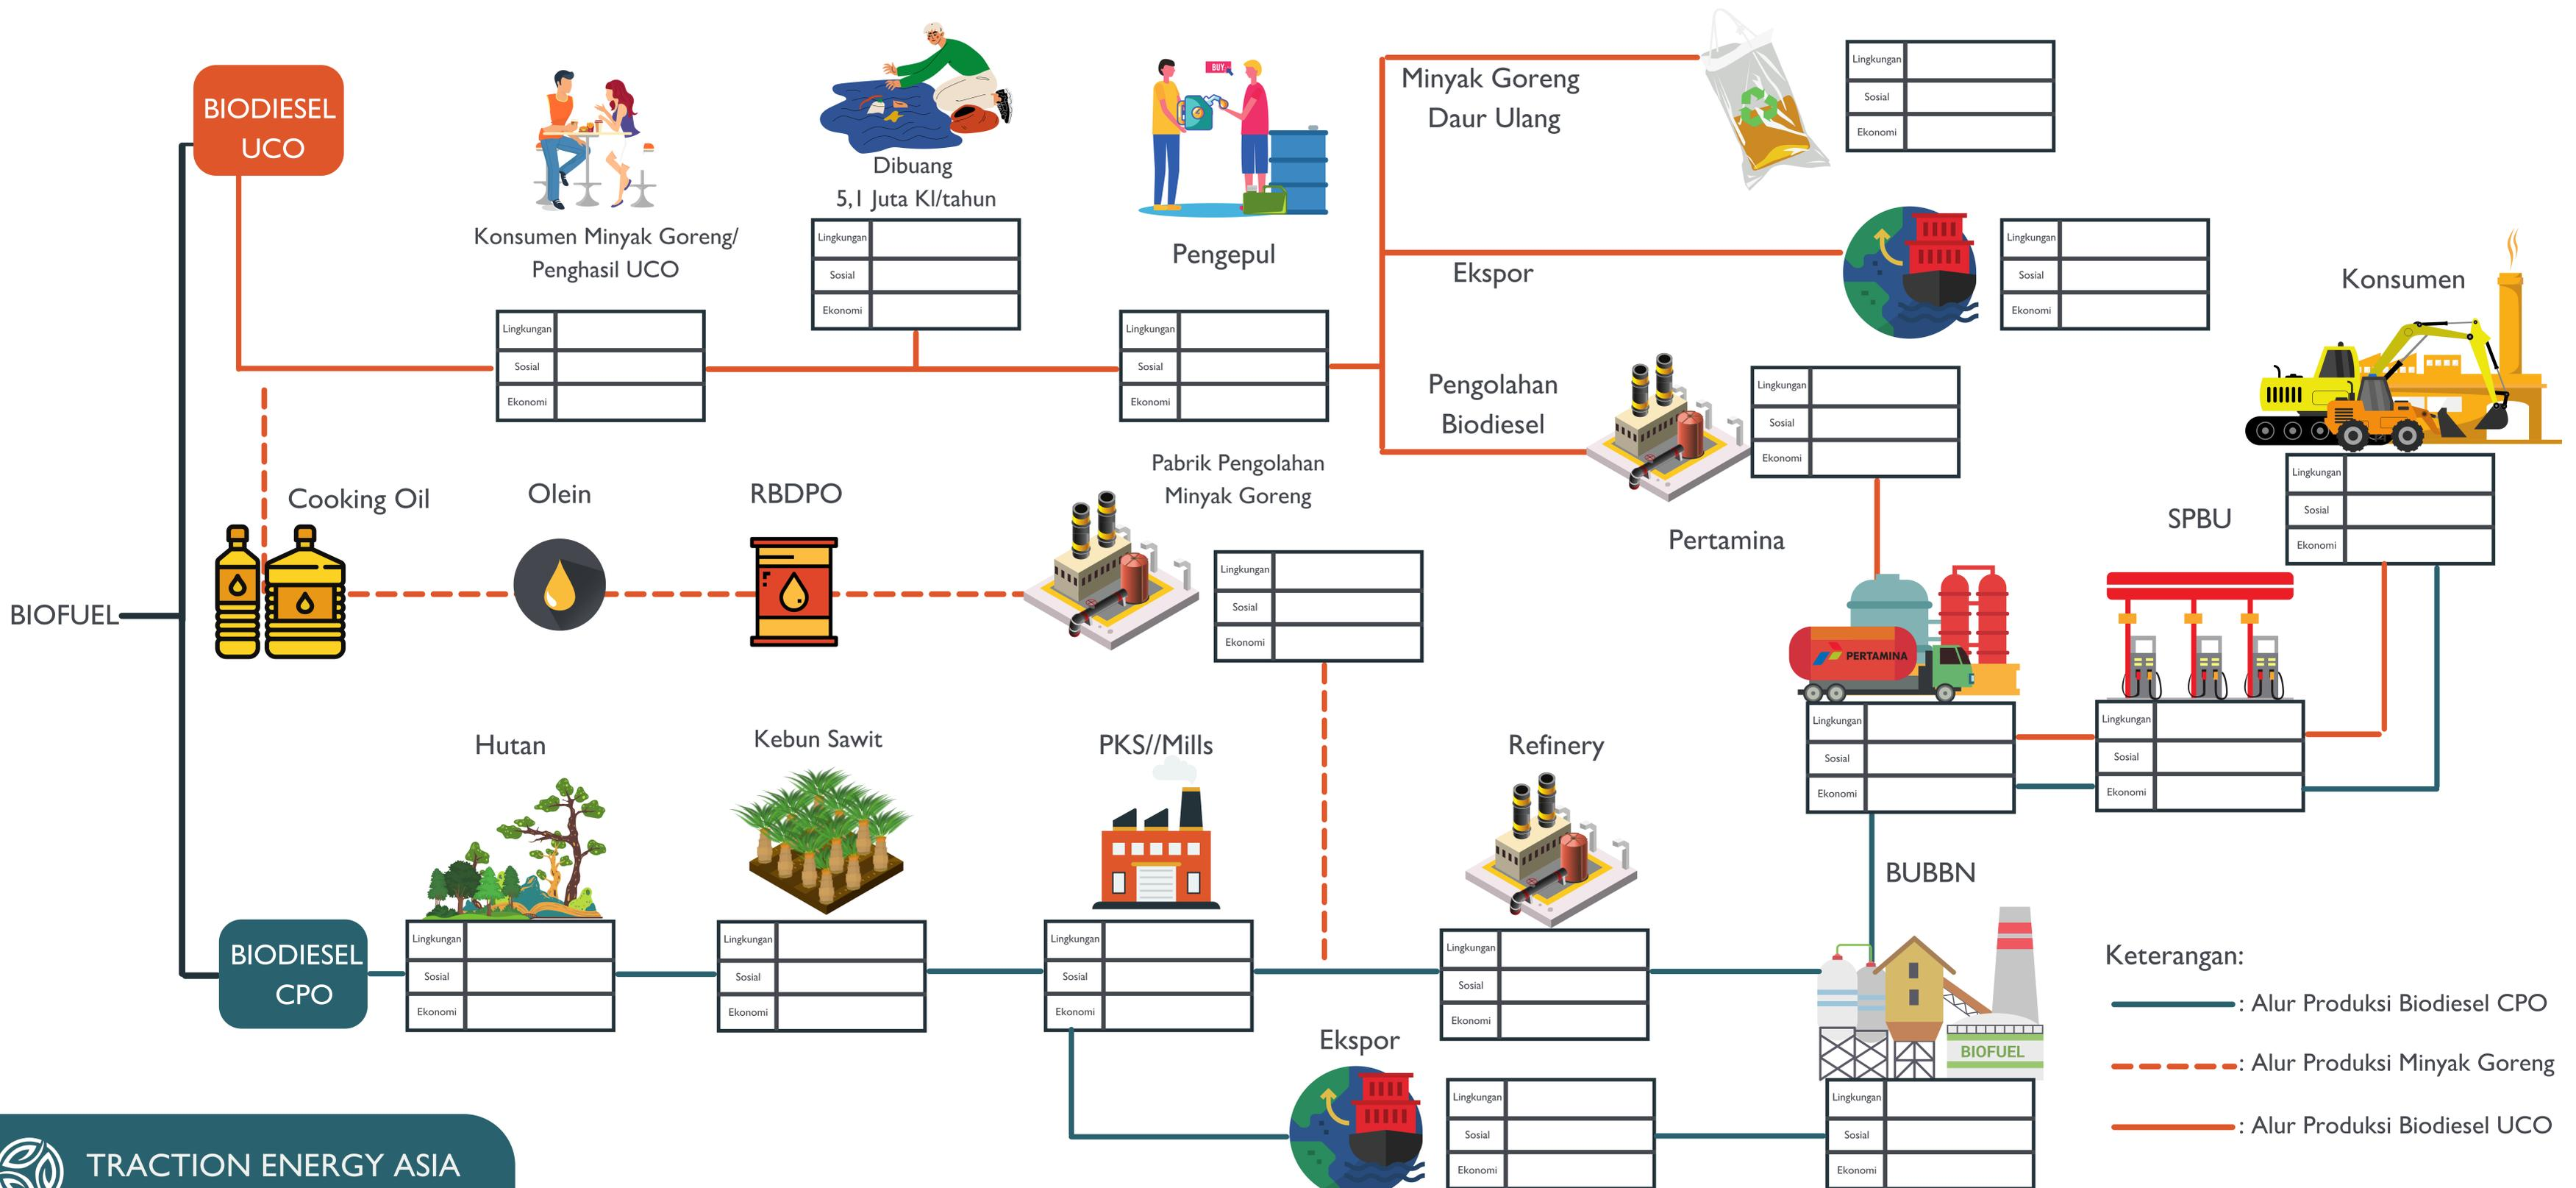 BIOFUEL
BIODIESEL
UCO
Konsumen Minyak Goreng/
Penghasil UCO
Lingkungan
Sosial
Ekonomi
Dibuang
5,1 Juta Kl/tahun
Lingkungan
Sosial
Ekonomi
BUY
Pengepul
Lingkungan
Sosial
Ekonomi
Minyak Goreng
Daur Ulang
Lingkungan
Sosial
Ekonomi
Ekspor
Lingkungan
Sosial
Ekonomi
Pengolahan
Biodiesel
Lingkungan
Sosial
Ekonomi
Konsumen
Lingkungan
Sosial
Ekonomi
Cooking Oil
Olein
RBDPO
Pabrik Pengolahan
Minyak Goreng
Lingkungan
Sosial
Ekonomi
Pertamina
PERTAMINA
Lingkungan
Sosial
Ekonomi
SPBU
Lingkungan
Sosial
Ekonomi
BIODIESEL
CPO
Hutan
Lingkungan
Sosial
Ekonomi
Kebun Sawit
Lingkungan
Sosial
Ekonomi
PKS//Mills
Lingkungan
Sosial
Ekonomi
Refinery
Lingkungan
Sosial
Ekonomi
BUBBN
BIOFUEL
Lingkungan
Sosial
Ekonomi
Ekspor
Lingkungan
Sosial
Ekonomi
Keterangan:
: Alur Produksi Biodiesel CPO
: Alur Produksi Minyak Goreng
: Alur Produksi Biodiesel UCO
TRACTION ENERGY ASIA